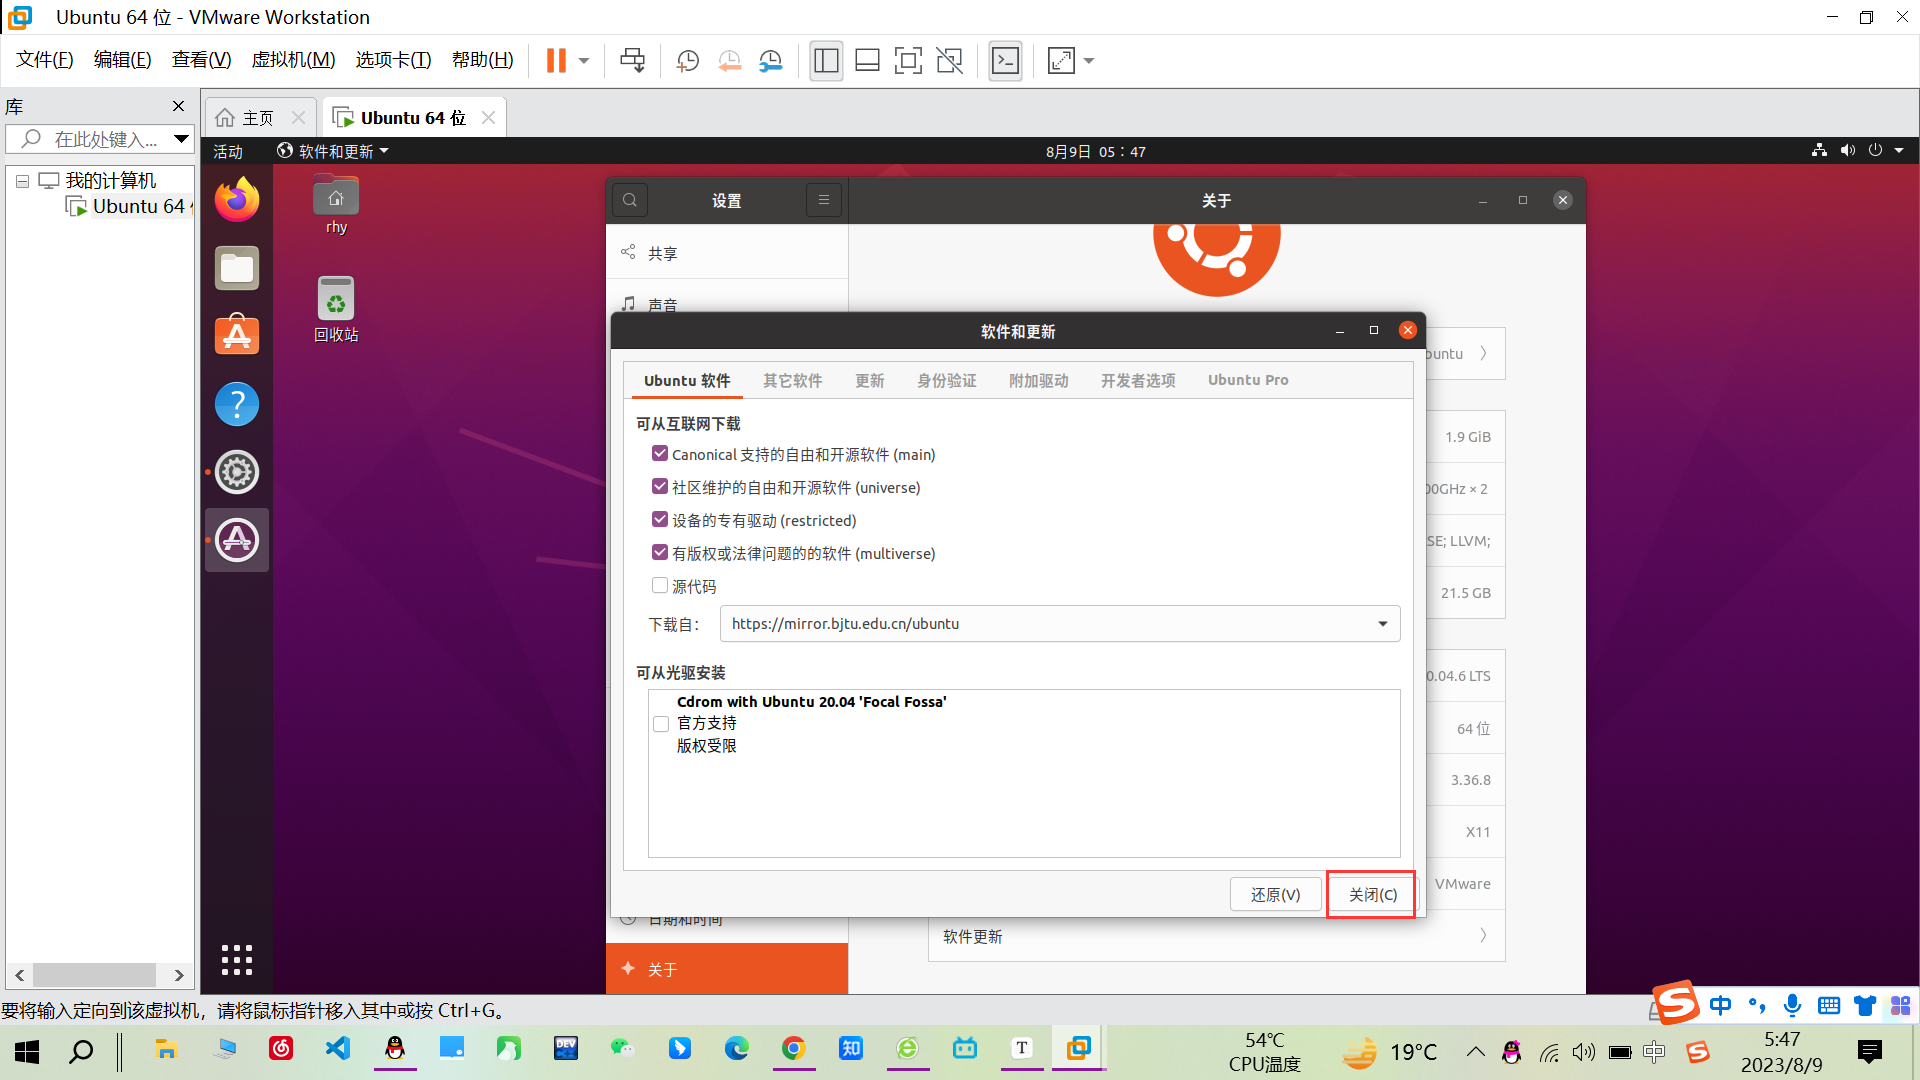 Ubuntu 64 位 - VMware Workstation
文件(F) 编辑(E) 查看(V) 虚拟机(M) 选项卡(T) 帮助(H)
库
在此处键入...
我的计算机
Ubuntu 64
主页
Ubuntu 64 位
活动 软件和更新 8月9日 05：47
rhy
回收站
设置 关于
共享
声音
日期和时间
关于
软件和更新
Ubuntu 软件 其它软件 更新 身份验证 附加驱动 开发者选项 Ubuntu Pro
可从互联网下载
Canonical 支持的自由和开源软件 (main)
社区维护的自由和开源软件 (universe)
设备的专有驱动 (restricted)
有版权或法律问题的的软件 (multiverse)
源代码
下载自： https://mirror.bjtu.edu.cn/ubuntu
可从光驱安装
Cdrom with Ubuntu 20.04 'Focal Fossa'
官方支持
版权受限
还原(V) 关闭(C)
buntu
1.9 GiB
00GHz × 2
SE; LLVM;
21.5 GB
0.04.6 LTS
64 位
3.36.8
X11
VMware
软件更新
要将输入定向到该虚拟机，请将鼠标指针移入其中或按 Ctrl+G。
中
DEV
知
T
54℃
CPU温度
19°C
中
5:47
2023/8/9